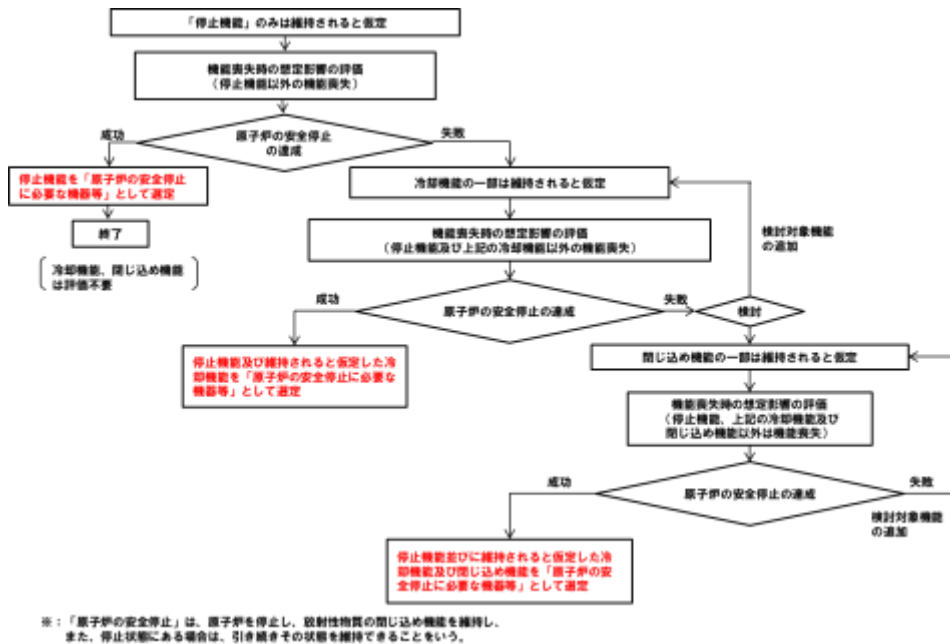 「停止機能」のみは維持されると仮定
機能喪失時の想定影響の評価
（停止機能以外の機能喪失）
成功
原子炉の安全停止
の達成
失敗
停止機能を「原子炉の安全停止
に必要な機器等」として選定
冷却機能の一部は維持されると仮定
終了
冷却機能、閉じ込め機能
は評価不要
機能喪失時の想定影響の評価
（停止機能及び上記の冷却機能以外の機能喪失）
検討対象機能
の追加
成功
原子炉の安全停止の達成
失敗
検討
停止機能及び維持されると仮定した冷
却機能を「原子炉の安全停止に必要な
機器等」として選定
閉じ込め機能の一部は維持されると仮定
機能喪失時の想定影響の評価
（停止機能、上記の冷却機能及び
閉じ込め機能以外は機能喪失）
成功
原子炉の安全停止の達成
失敗
検討対象機能
の追加
停止機能並びに維持されると仮定した冷
却機能及び閉じ込め機能を「原子炉の安
全停止に必要な機器等」として選定
※：「原子炉の安全停止」は、原子炉を停止し、放射性物質の閉じ込め機能を維持し、
また、停止状態にある場合は、引き続きその状態を維持できることをいう。